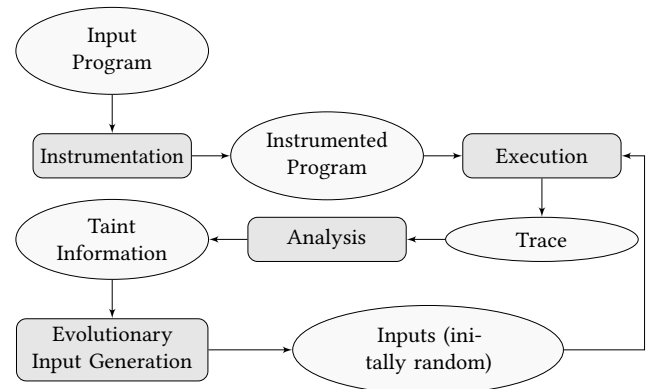 Input
Program
Instrumentation
Instrumented
Program
Execution
Taint
Information
Analysis
Trace
Evolutionary
Input Generation
Inputs (ini-
tally random)